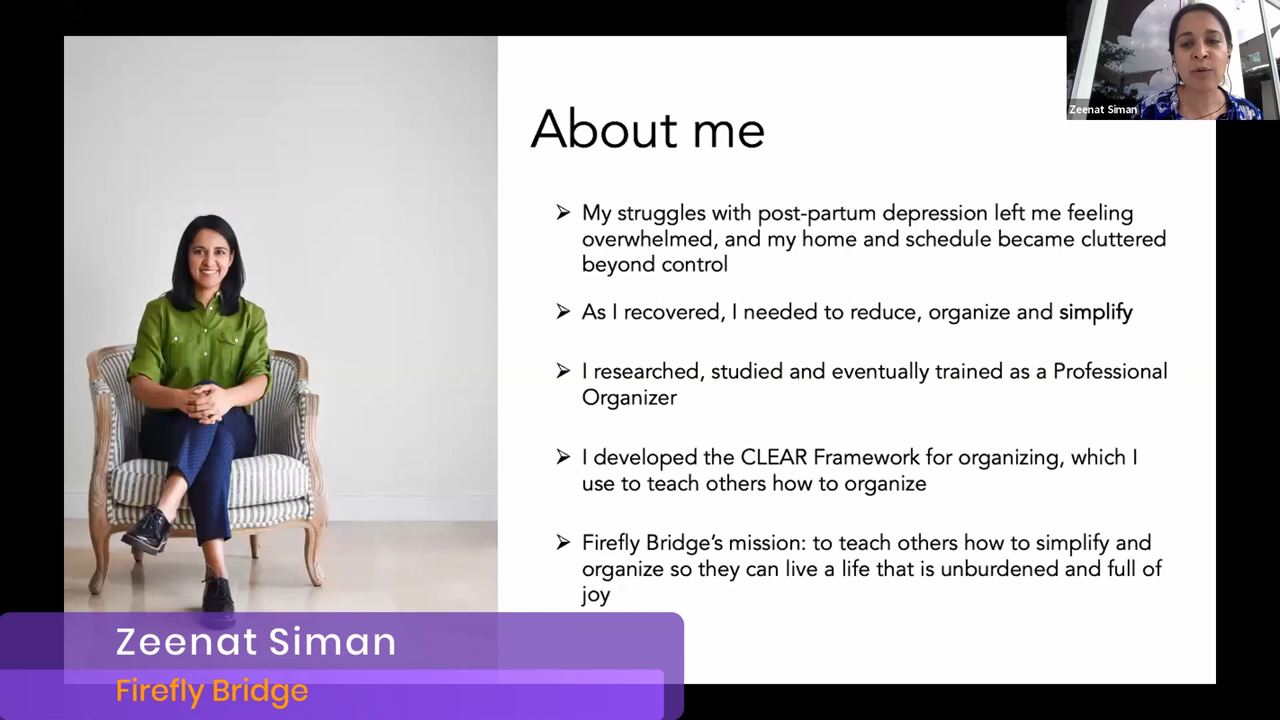 Zeenat Siman
About me
➢ My struggles with post-partum depression left me feeling
overwhelmed, and my home and schedule became cluttered
beyond control
➢ As I recovered, I needed to reduce, organize and simplify
➢ I researched, studied and eventually trained as a Professional
Organizer
➢ I developed the CLEAR Framework for organizing, which I
use to teach others how to organize
➢ Firefly Bridge’s mission: to teach others how to simplify and
organize so they can live a life that is unburdened and full of
joy
Zeenat Siman
Firefly Bridge